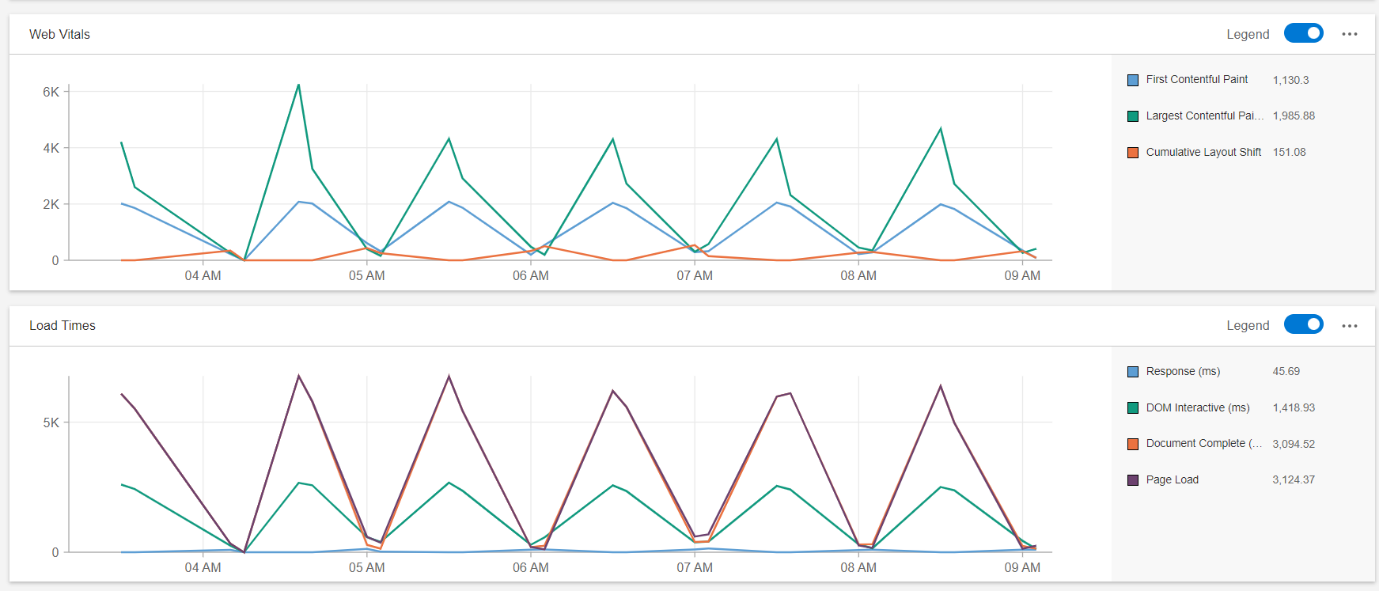 Web Vitals Legend
6K
4K
2K
0
04 AM 05 AM 06 AM 07 AM 08 AM 09 AM
First Contentful Paint 1,130.3
Largest Contentful Pai... 1,985.88
Cumulative Layout Shift 151.08
Load Times Legend
5K
0
04 AM 05 AM 06 AM 07 AM 08 AM 09 AM
Response (ms) 45.69
DOM Interactive (ms) 1,418.93
Document Complete (... 3,094.52
Page Load 3,124.37